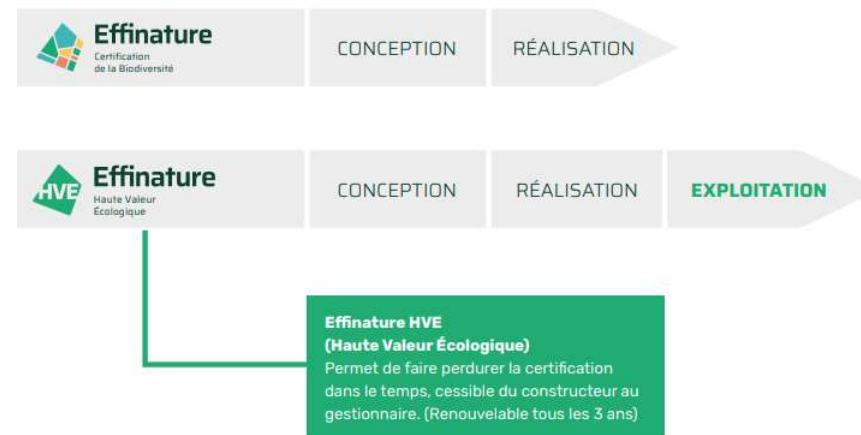 Effinature
Certification
de la Biodiversité
CONCEPTION
RÉALISATION
HVE
Effinature
Haute Valeur
Écologique
CONCEPTION
RÉALISATION
EXPLOITATION
Effinature HVE
(Haute Valeur Écologique)
Permet de faire perdurer la certification
dans le temps, cessible du constructeur au
gestionnaire. (Renouvelable tous les 3 ans)